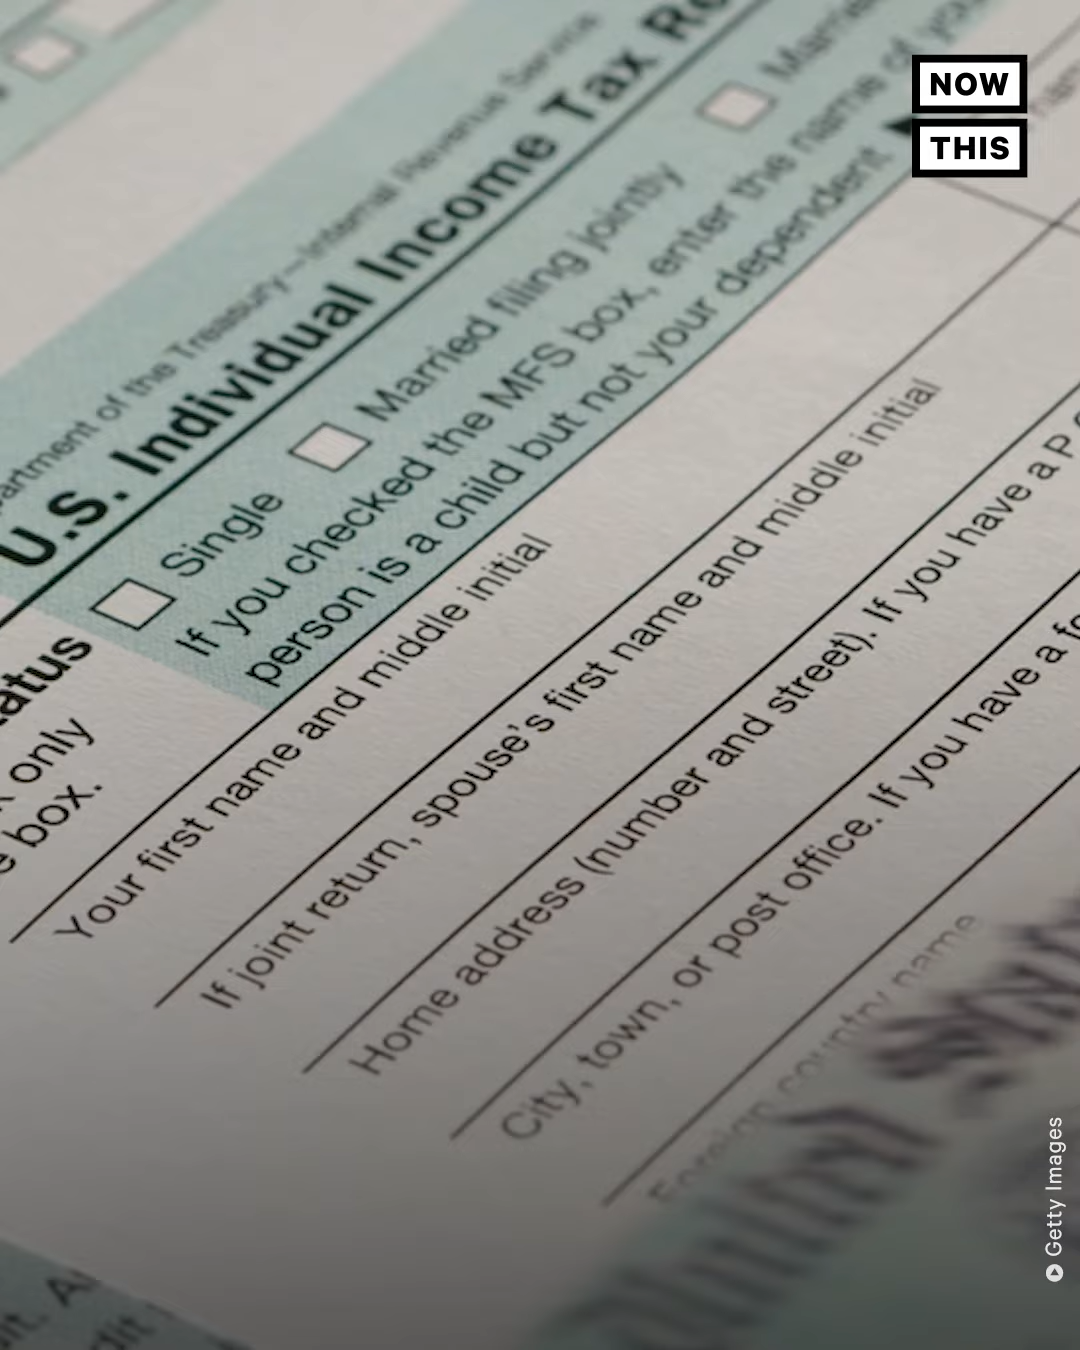 NOW
THIS
partment of the Treasury—Internal Revenue Service
U.S. Individual Income Tax Re
Single
Married filing jointly
Married
If you checked the MFS box, enter the name of you
person is a child but not your dependent
atus
only
box.
Your first name and middle initial
If joint return, spouse's first name and middle initial
Home address (number and street). If you have a P
City, town, or post office. If you have a fo
Foreign country name
Getty Images